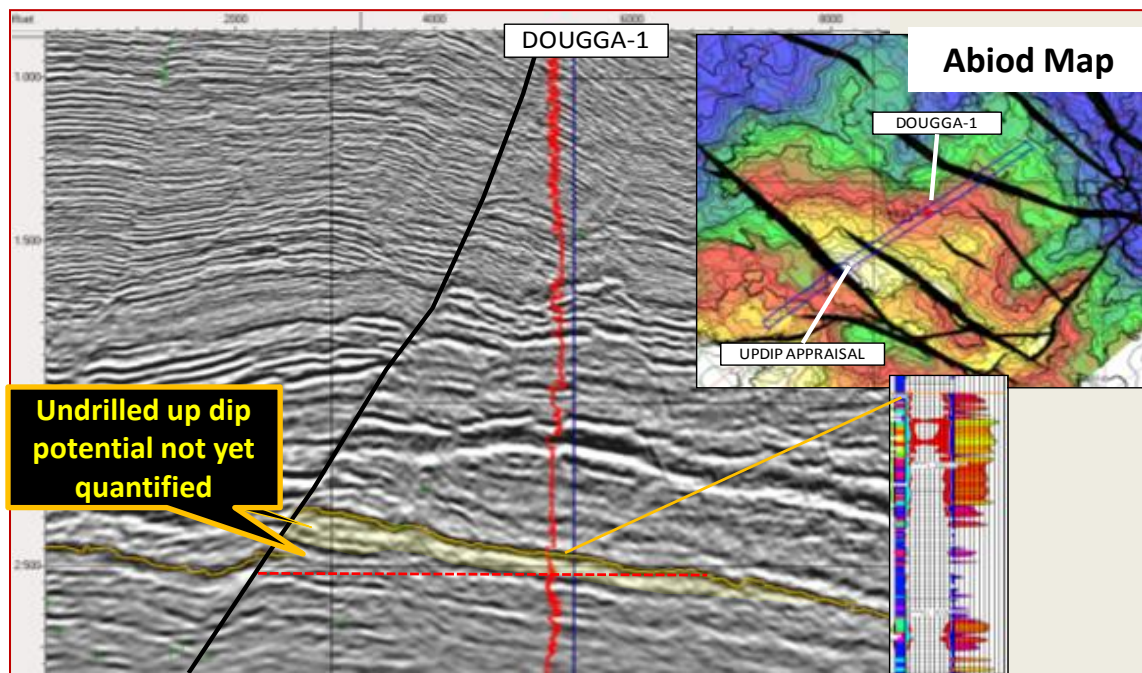 Offset
2000
4000
6000
8000
DOUGGA-1
Abiod Map
1.000
DOUGGA-1
1.500
UPDIP APPRAISAL
Undrilled up dip
potential not yet
quantified
2.500